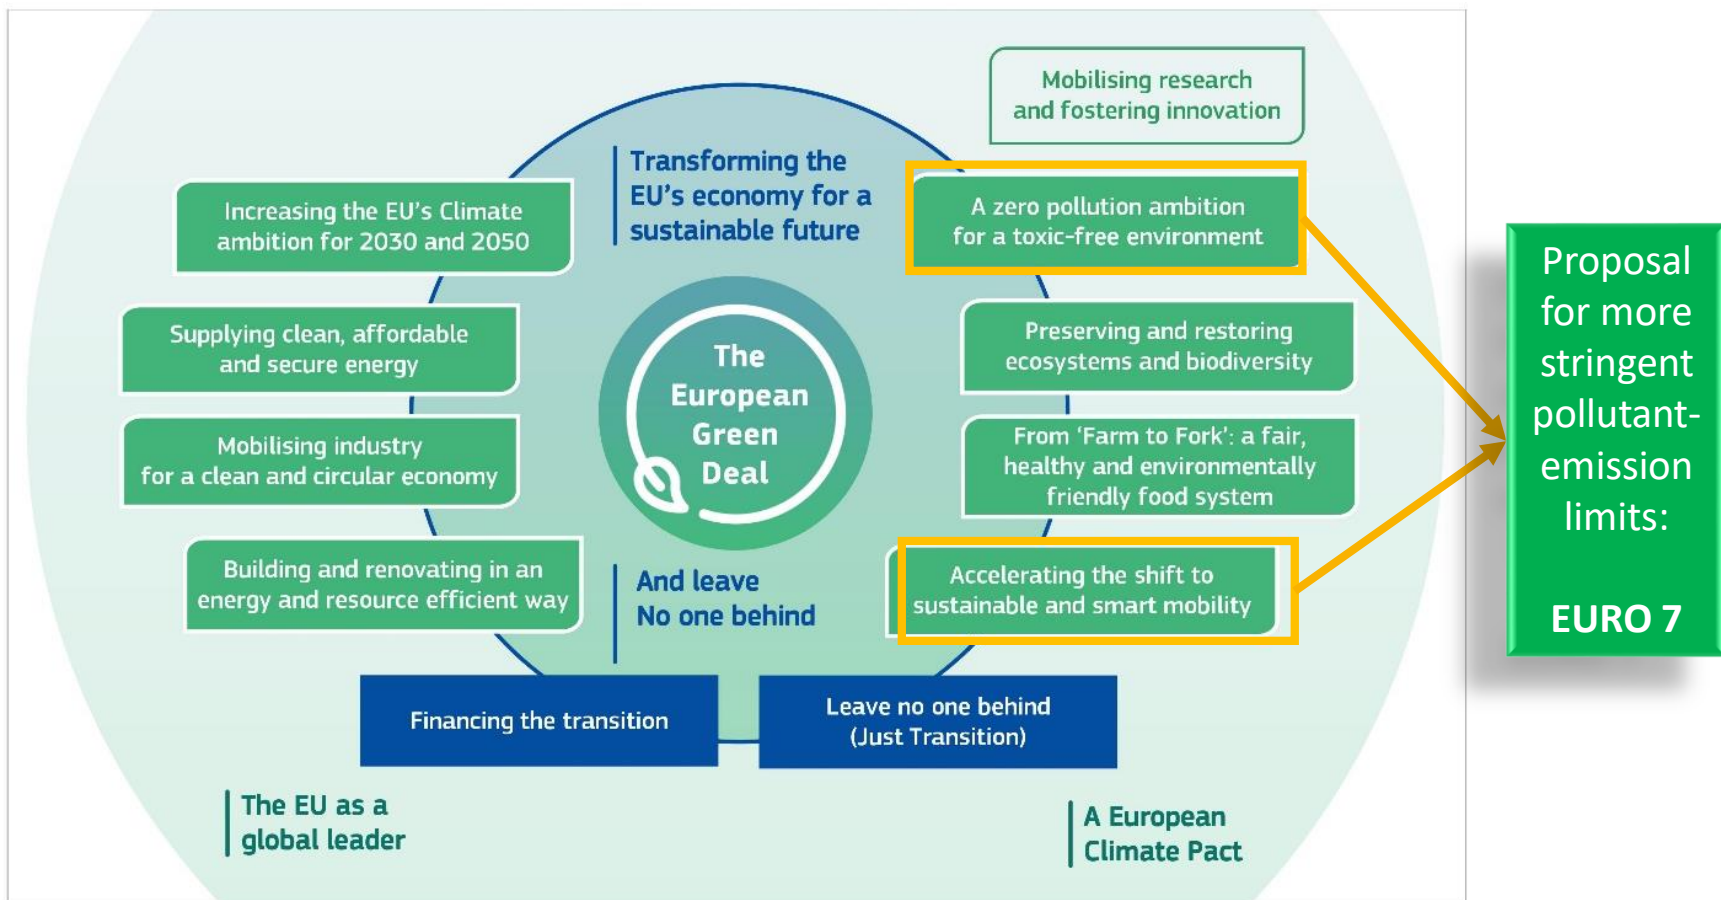 Mobilising research
and fostering innovation
Transforming the
EU's economy for a
sustainable future
Increasing the EU's Climate
ambition for 2030 and 2050
Supplying clean, affordable
and secure energy
Mobilising industry
for a clean and circular economy
Building and renovating in an
energy and resource efficient way
The
European
Green
Deal
A zero pollution ambition
for a toxic-free environment
Preserving and restoring
ecosystems and biodiversity
From ‘Farm to Fork’: a fair,
healthy and environmentally
friendly food system
Accelerating the shift to
sustainable and smart mobility
And leave
No one behind
Financing the transition
Leave no one behind
(Just Transition)
The EU as a
global leader
A European
Climate Pact
Proposal
for more
stringent
pollutant-
emission
limits:
EURO 7